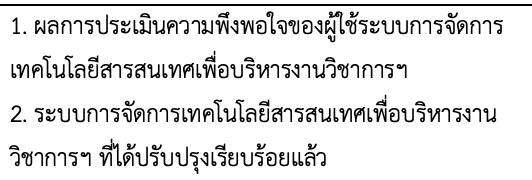 1. ผลการประเมินความพึงพอใจของผู้ใช้ระบบการจัดการ
เทคโนโลยีสารสนเทศเพื่อบริหารงานวิชาการฯ
2. ระบบการจัดการเทคโนโลยีสารสนเทศเพื่อบริหารงาน
วิชาการฯ ที่ได้ปรับปรุงเรียบร้อยแล้ว